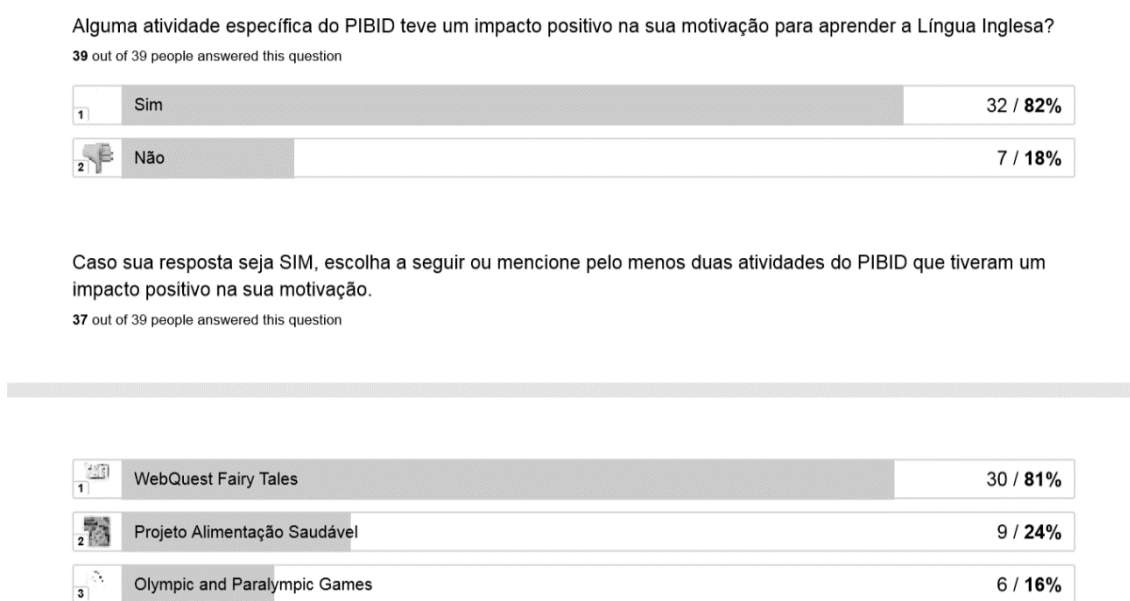 Alguma atividade específica do PIBID teve um impacto positivo na sua motivação para aprender a Língua Inglesa?
39 out of 39 people answered this question
1 Sim 32 / 82%
2 Não 7 / 18%
Caso sua resposta seja SIM, escolha a seguir ou mencione pelo menos duas atividades do PIBID que tiveram um
impacto positivo na sua motivação.
37 out of 39 people answered this question
1 WebQuest Fairy Tales 30 / 81%
2 Projeto Alimentação Saudável 9 / 24%
3 Olympic and Paralympic Games 6 / 16%